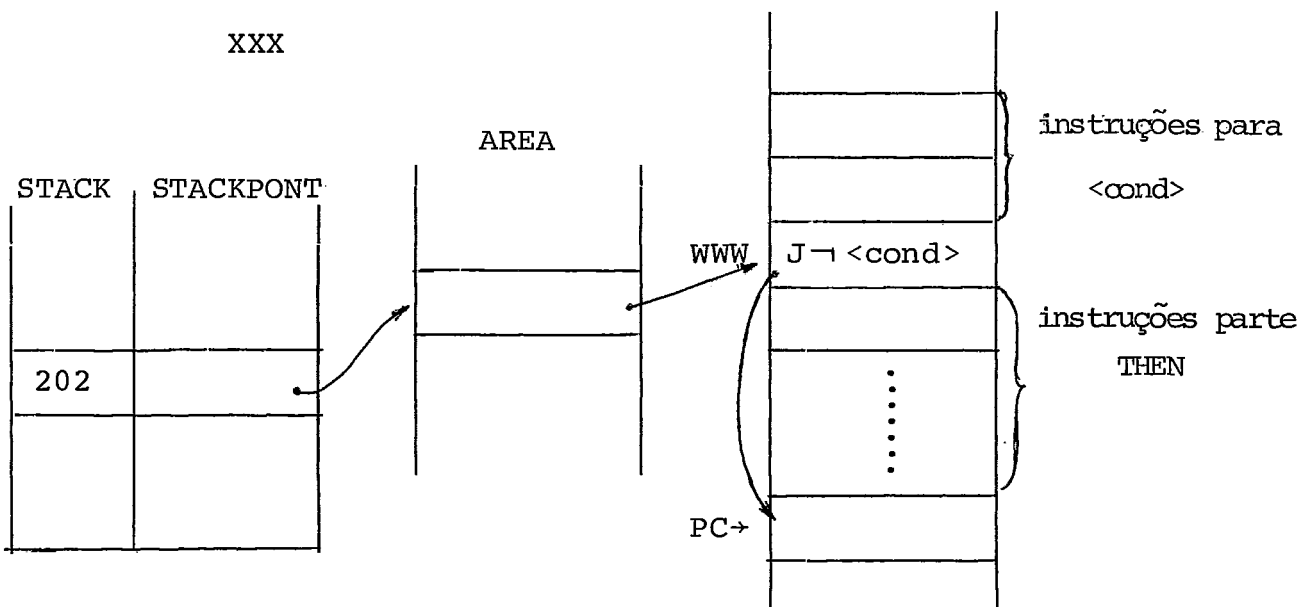 XXX
AREA
STACK STACKPONT
202
WWW
J¬ <cond>
PC→
instruções para
<cond>
instruções parte
THEN